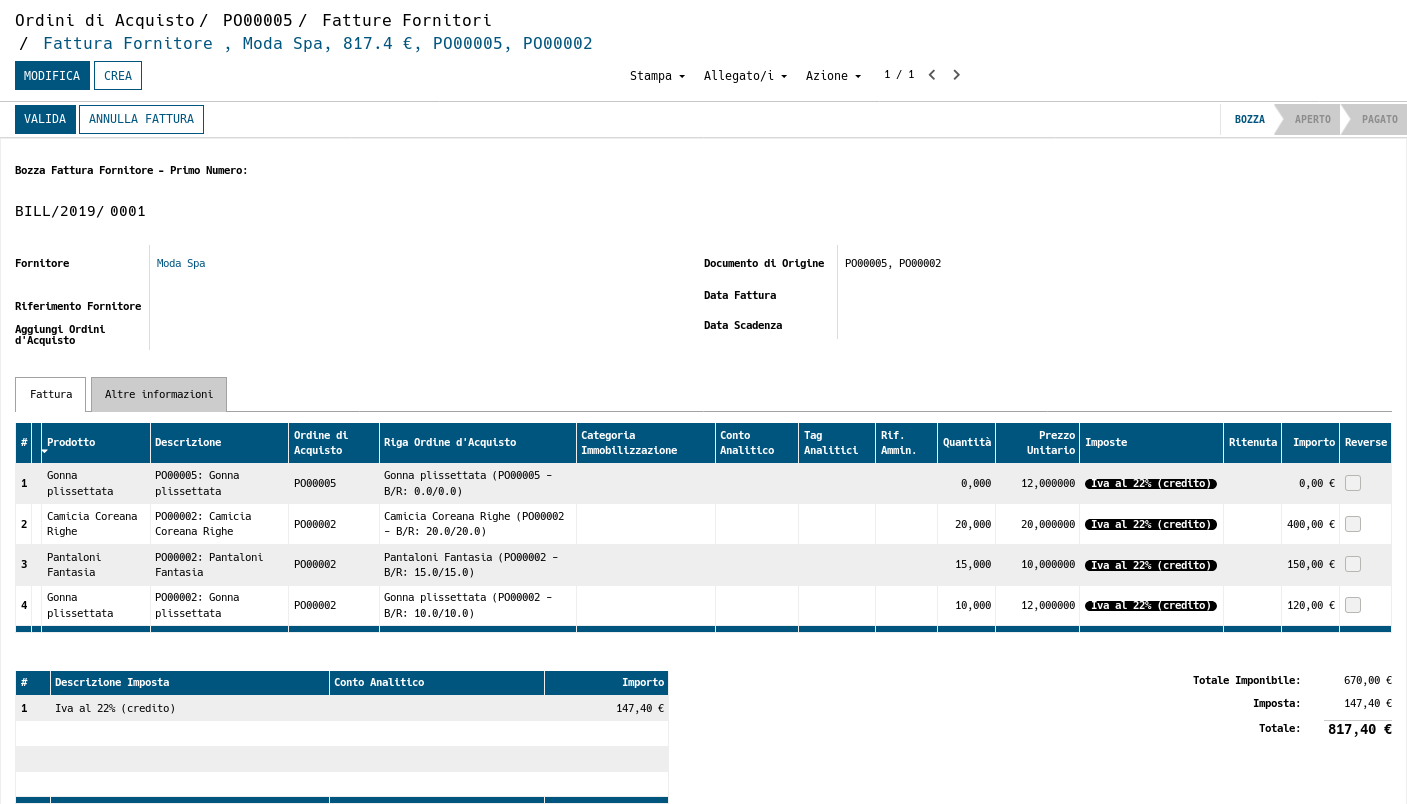 Ordini di Acquisto / PO00005 / Fatture Fornitori
/ Fattura Fornitore , Moda Spa, 817.4 €, PO00005, PO00002
MODIFICA CREA Stampa Allegato/i Azione 1 / 1
VALIDA ANNULLA FATTURA BOZZA APERTO PAGATO
Bozza Fattura Fornitore - Primo Numero:
BILL/2019/ 0001
Fornitore Moda Spa Documento di Origine PO00005, PO00002
Data Fattura
Riferimento Fornitore
Data Scadenza
Aggiungi Ordini
d'Acquisto
Fattura Altre informazioni
# Prodotto Descrizione Ordine di Acquisto Riga Ordine d'Acquisto Categoria Immobilizzazione Conto Analitico Tag Analitici Rif. Ammin. Quantità Prezzo Unitario Imposte Ritenuta Importo Reverse
1 Gonna plissettata PO00005: Gonna plissettata PO00005 Gonna plissettata (PO00005 - B/R: 0.0/0.0) 0,000 12,000000 Iva al 22% (credito) 0,00 €
2 Camicia Coreana Righe PO00002: Camicia Coreana Righe PO00002 Camicia Coreana Righe (PO00002 - B/R: 20.0/20.0) 20,000 20,000000 Iva al 22% (credito) 400,00 €
3 Pantaloni Fantasia PO00002: Pantaloni Fantasia PO00002 Pantaloni Fantasia (PO00002 - B/R: 15.0/15.0) 15,000 10,000000 Iva al 22% (credito) 150,00 €
4 Gonna plissettata PO00002: Gonna plissettata PO00002 Gonna plissettata (PO00002 - B/R: 10.0/10.0) 10,000 12,000000 Iva al 22% (credito) 120,00 €
# Descrizione Imposta Conto Analitico Importo
1 Iva al 22% (credito) 147,40 €
Totale Imponibile: 670,00 €
Imposta: 147,40 €
Totale: 817,40 €